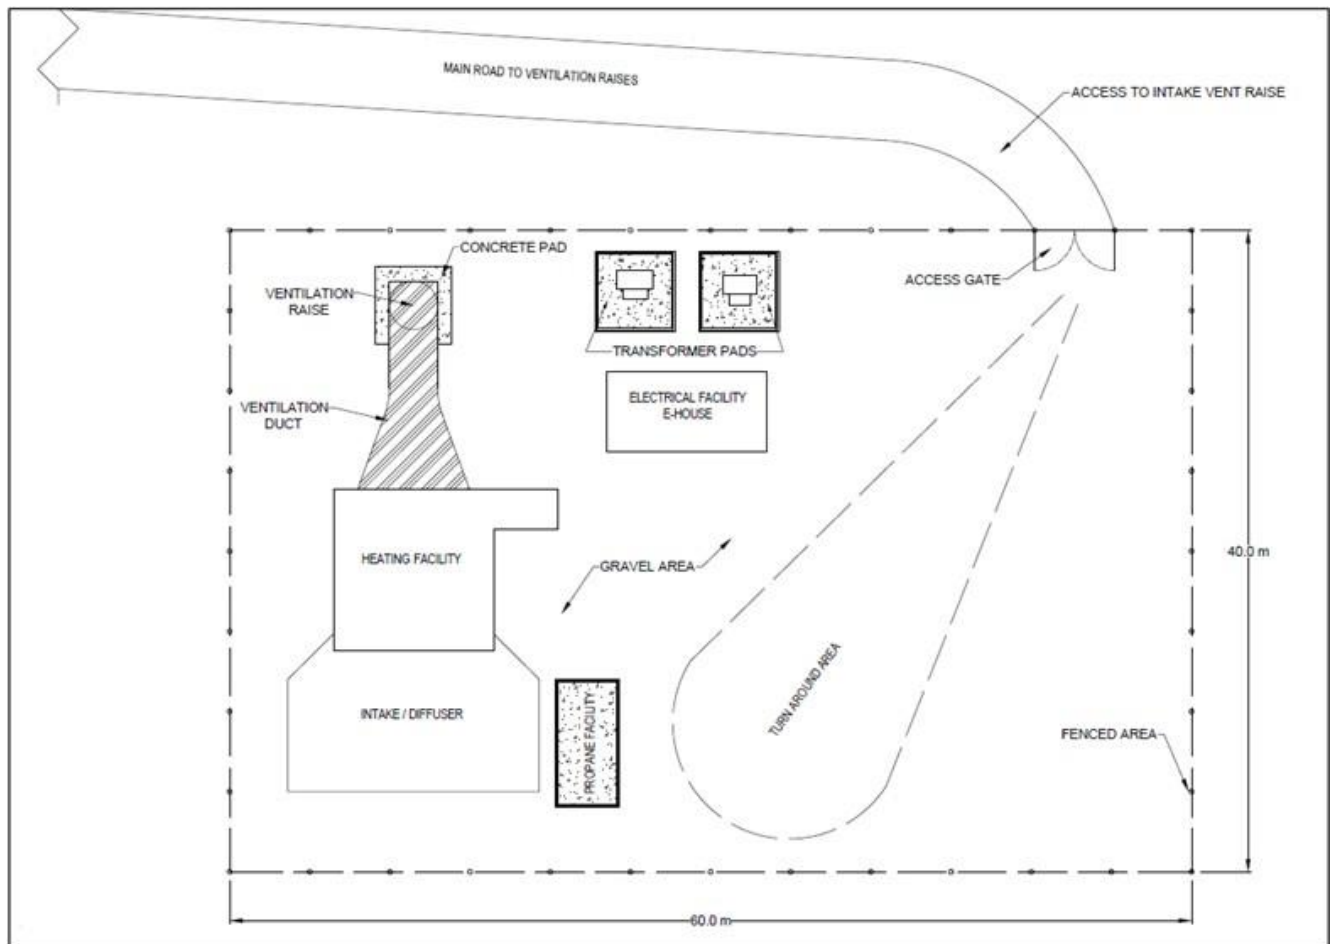 MAIN ROAD TO VENTILATION RAISES
ACCESS TO INTAKE VENT RAISE
CONCRETE PAD
ACCESS GATE
VENTILATION
RAISE
TRANSFORMER PADS
VENTILATION
DUCT
ELECTRICAL FACILITY
E-HOUSE
HEATING FACILITY
GRAVEL AREA
40.0 m
TURN AROUND AREA
INTAKE / DIFFUSER
PROPANE FACILITY
FENCED AREA
60.0 m